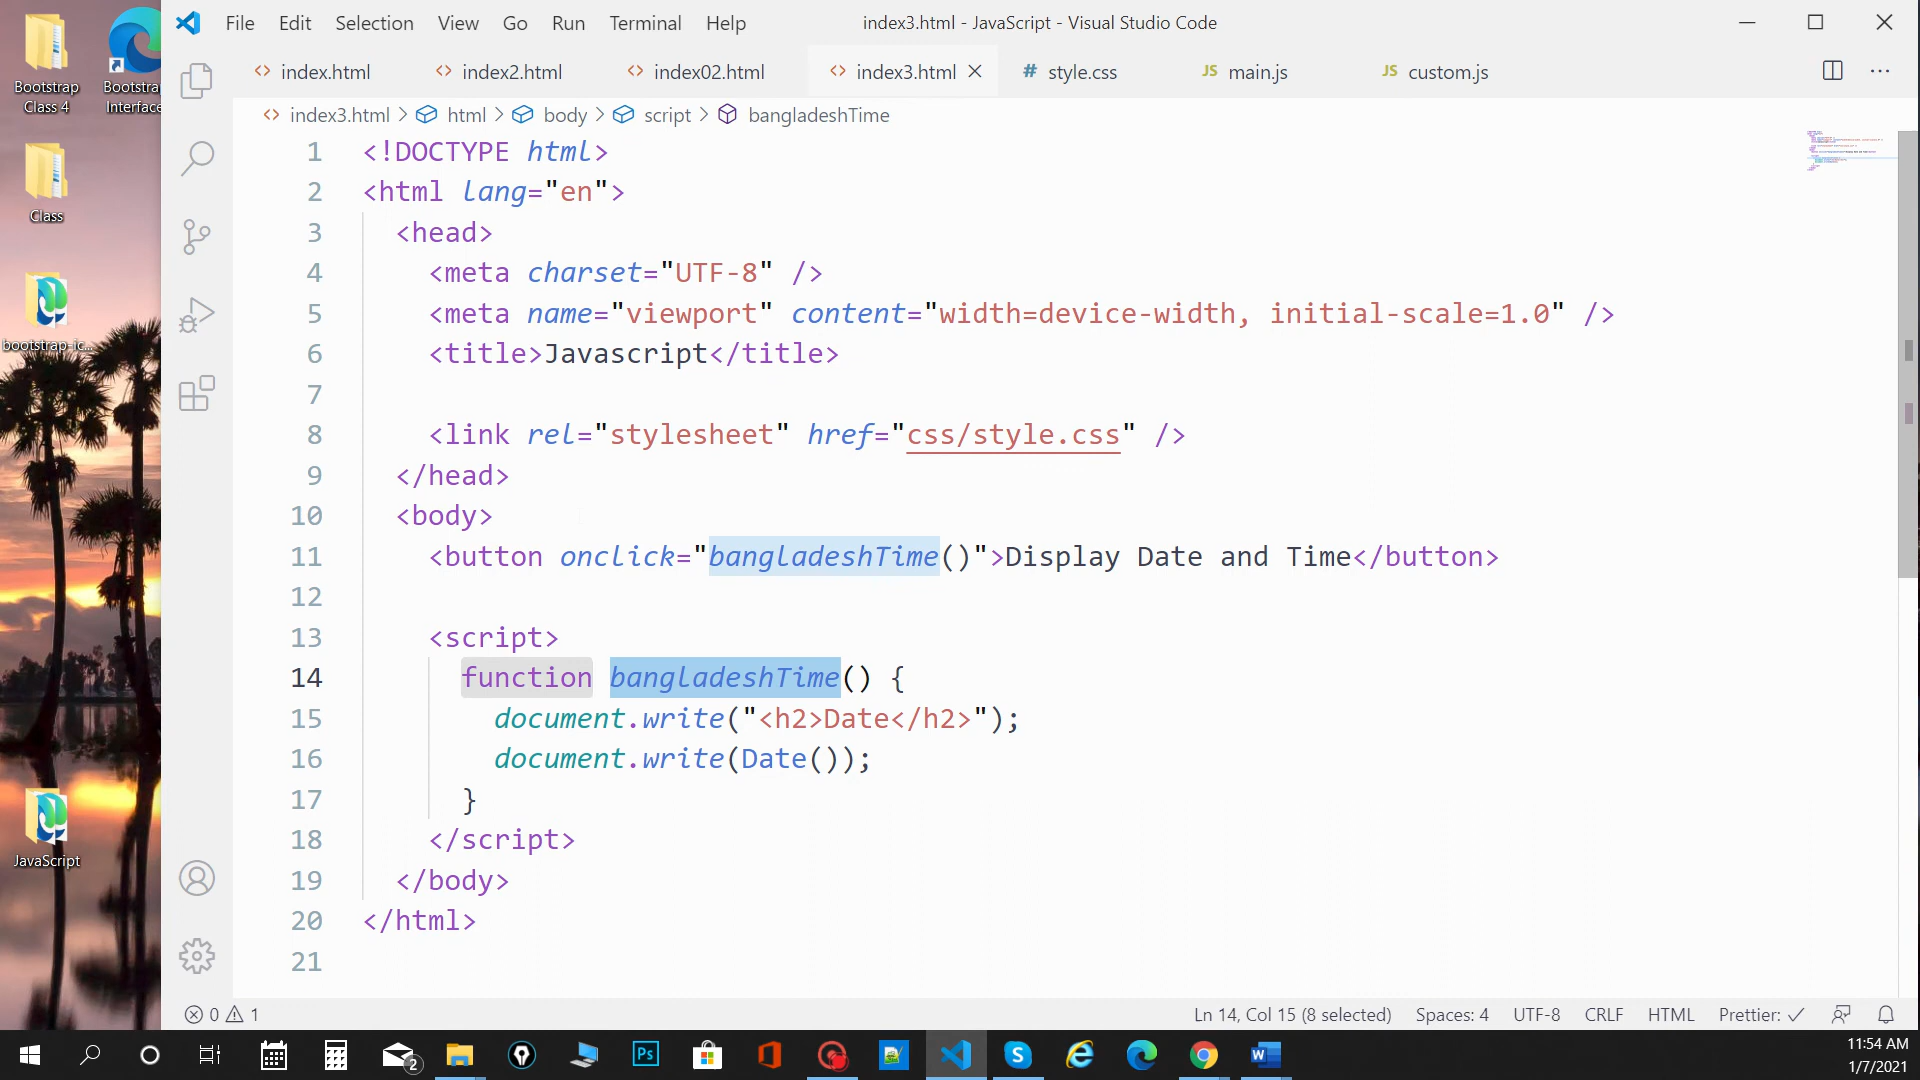 Bootstrap
Class 4
Bootstrap
Interface
Class
bootstrap-ic...
JavaScript
File Edit Selection View Go Run Terminal Help
index3.html - JavaScript - Visual Studio Code
<> index.html <> index2.html <> index02.html <> index3.html # style.css JS main.js JS custom.js
<> index3.html > html > body > script > bangladeshTime
1 <!DOCTYPE html>
2 <html lang="en">
3 <head>
4 <meta charset="UTF-8" />
5 <meta name="viewport" content="width=device-width, initial-scale=1.0" />
6 <title>Javascript</title>
7
8 <link rel="stylesheet" href="css/style.css" />
9 </head>
10 <body>
11 <button onclick="bangladeshTime()">Display Date and Time</button>
12
13 <script>
14 function bangladeshTime() {
15 document.write("<h2>Date</h2>");
16 document.write(Date());
17 }
18 </script>
19 </body>
20 </html>
21
0 1
Ln 14, Col 15 (8 selected) Spaces: 4 UTF-8 CRLF HTML Prettier: ✓
2
Ps
W
11:54 AM
1/7/2021